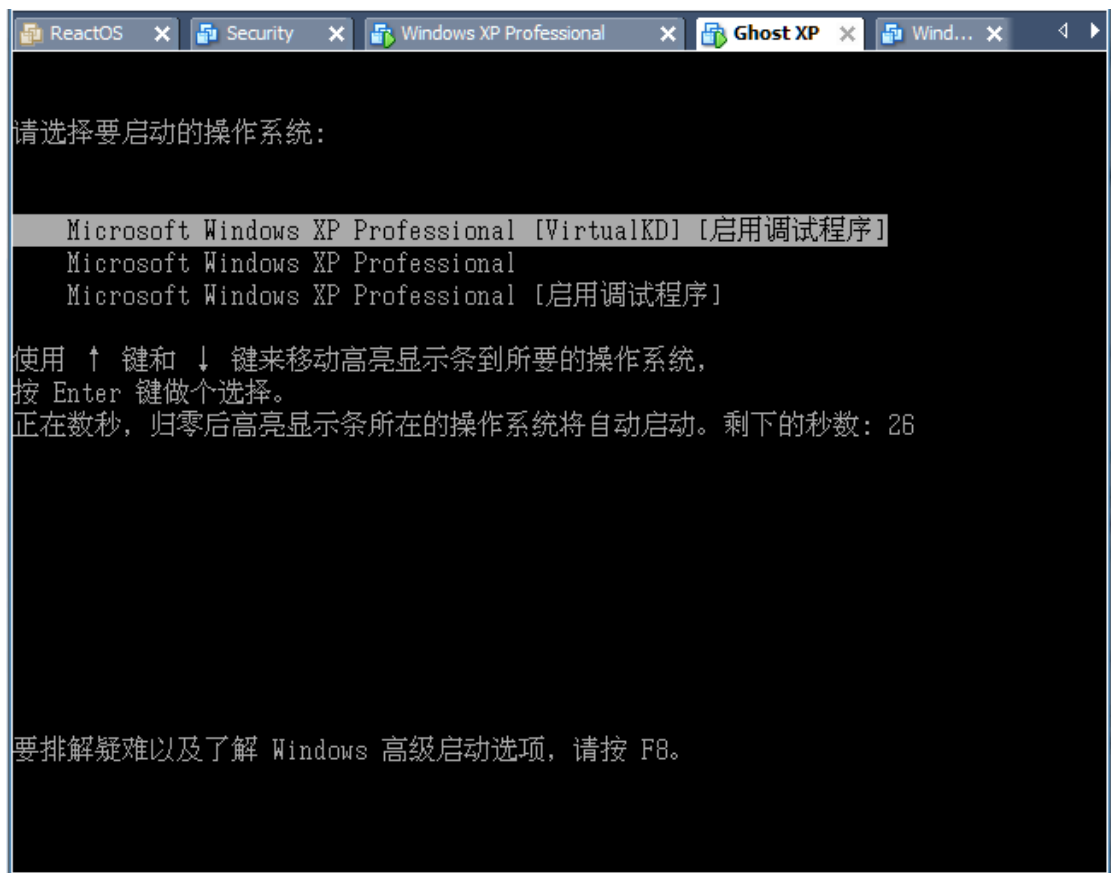 ReactOS Security Windows XP Professional Ghost XP Wind...
请选择要启动的操作系统:
Microsoft Windows XP Professional [VirtualKD] [启用调试程序]
Microsoft Windows XP Professional
Microsoft Windows XP Professional [启用调试程序]
使用 ↑ 键和 ↓ 键来移动高亮显示条到所要的操作系统,
按 Enter 键做个选择。
正在数秒, 归零后高亮显示条所在的操作系统将自动启动。剩下的秒数: 26
要排解疑难以及了解 Windows 高级启动选项, 请按 F8。